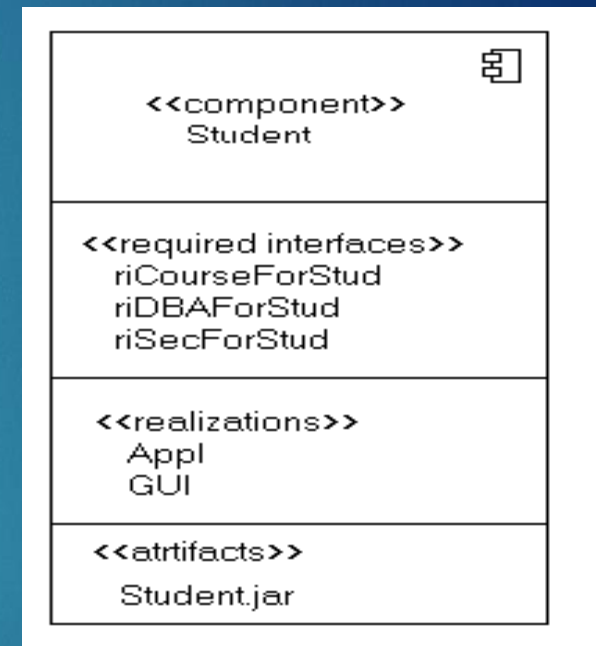 <<component>>
Student
<<required interfaces>>
riCourseForStud
riDBAForStud
riSecForStud
<<realizations>>
Appl
GUI
<<atrtifacts>>
Student.jar